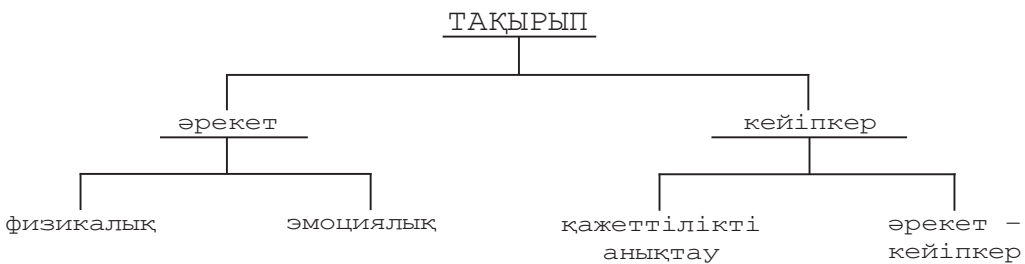 ТАҚЫРЫП
әрекет
кейіпкер
физикалық
эмоциялық
қажеттілікті
анықтау
әрекет –
кейіпкер